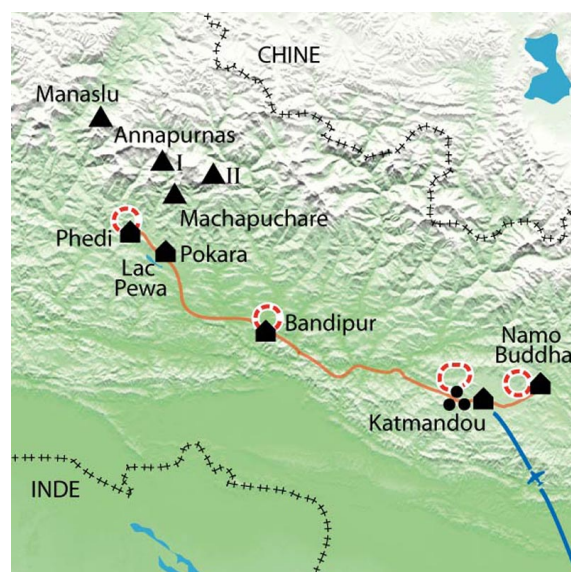 CHINE
Manaslu
Annapurnas
I
II
Machapuchare
Phedi
Pokara
Lac
Pewa
Bandipur
Namo
Buddha
Katmandou
INDE